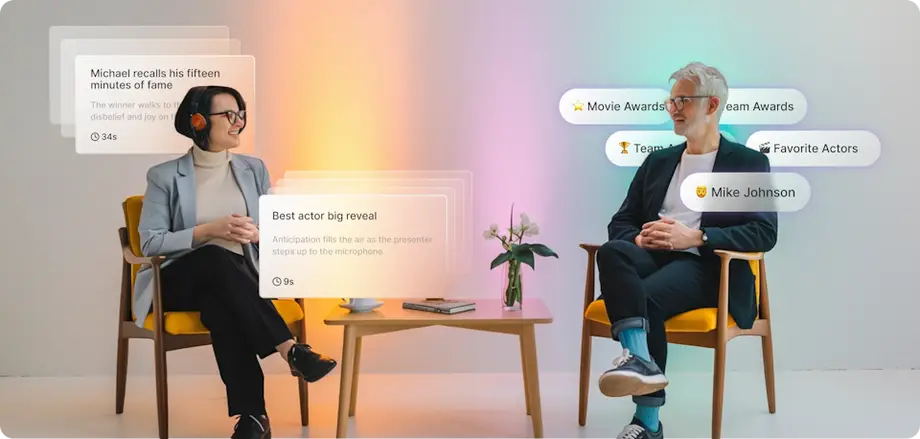 Michael recalls his fifteen
minutes of fame
The winner walks to
disbelief and joy on
34s
Best actor big reveal
Anticipation fills the air as the presenter
steps up to the microphone.
9s
Movie Awards
eam Awards
Team A
Favorite Actors
Mike Johnson